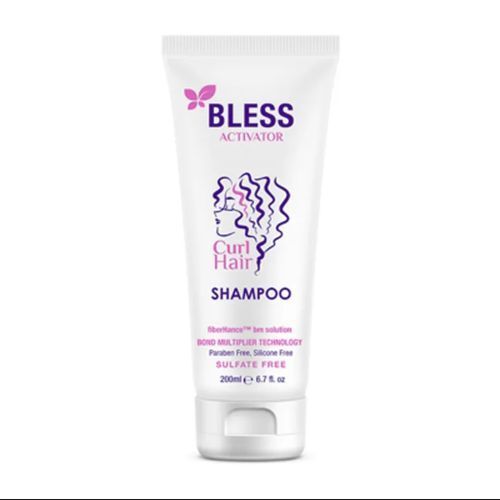 BLESS
ACTIVATOR
Curl
Hair
SHAMPOO
fiberHance™ bm solution
BOND MULTIPLIER TECHNOLOGY
Paraben Free, Silicone Free
SULFATE FREE
200ml ℮ 6.7 fl. oz